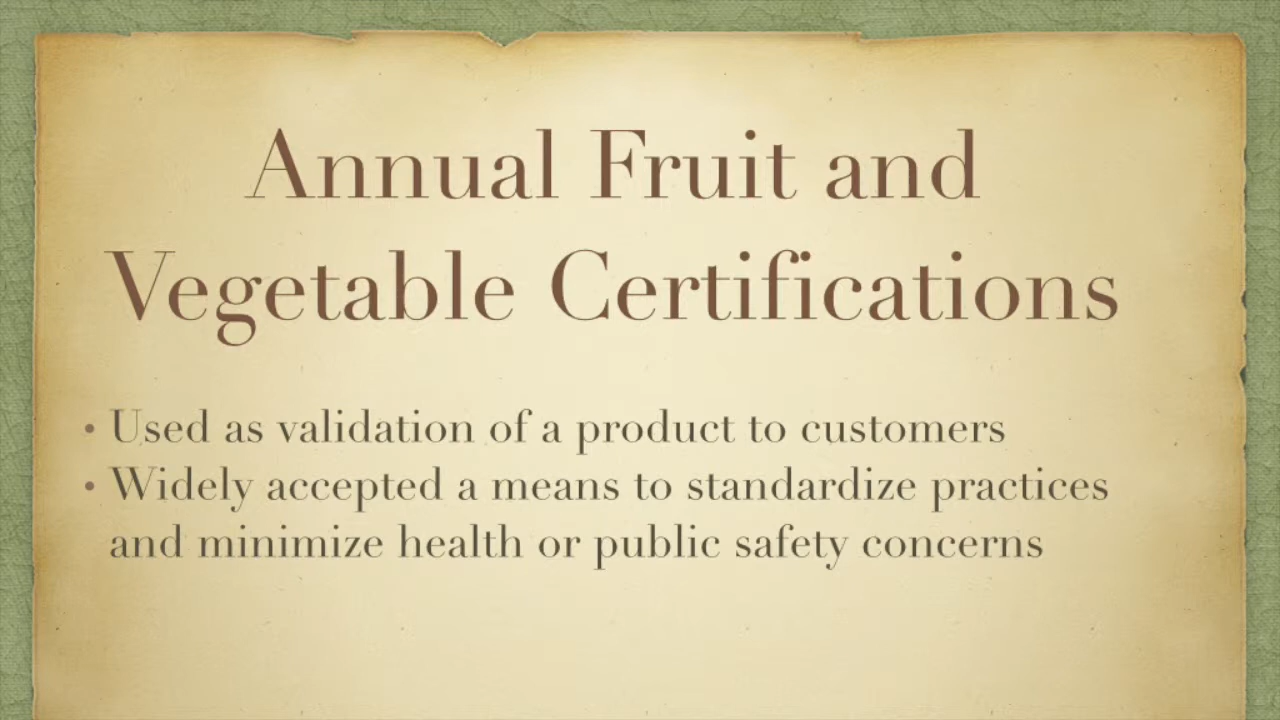 Annual Fruit and
Vegetable Certifications
• Used as validation of a product to customers
• Widely accepted a means to standardize practices
and minimize health or public safety concerns